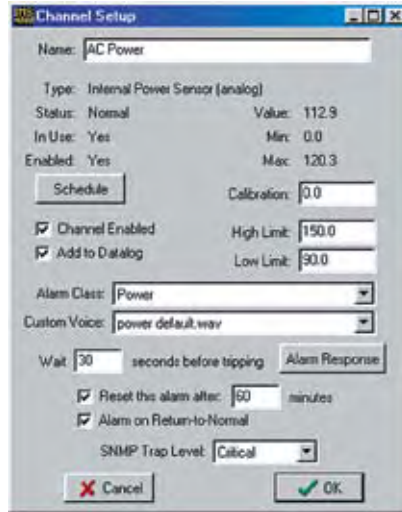 Channel Setup
Name: AC Power
Type: Internal Power Sensor (analog)
Status: Normal Value: 112.9
In Use: Yes Min: 0.0
Enabled: Yes Max: 120.3
Schedule Calibration: 0.0
Channel Enabled High Limit: 150.0
Add to Datalog Low Limit: 90.0
Alarm Class: Power
Custom Voice: power default.wav
Wait 30 seconds before tripping Alarm Response
Reset this alarm after: 60 minutes
Alarm on Return-to-Normal
SNMP Trap Level: Critical
Cancel OK